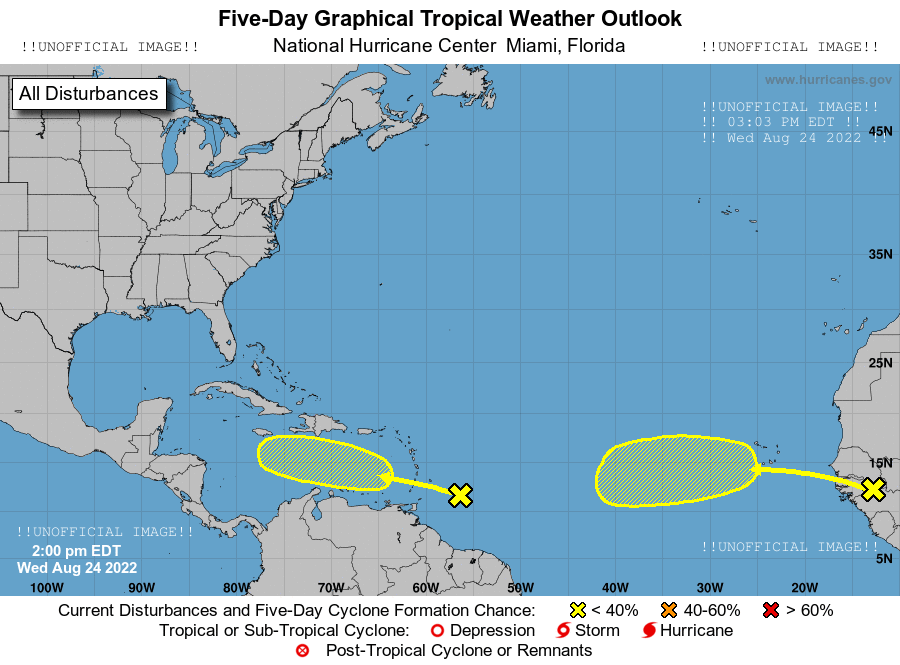 Five-Day Graphical Tropical Weather Outlook
!!UNOFFICIAL IMAGE!! National Hurricane Center  Miami, Florida !!UNOFFICIAL IMAGE!!
All Disturbances
www.hurricanes.gov
!!UNOFFICIAL IMAGE!!
!! 03:03 PM EDT !!
!! Wed Aug 24 2022 !!
45N
35N
25N
15N
!!UNOFFICIAL IMAGE!!
2:00 pm EDT
Wed Aug 24 2022
!!UNOFFICIAL IMAGE!!
5N
100W 90W 80W 70W 60W 50W 40W 30W 20W
Current Disturbances and Five-Day Cyclone Formation Chance: < 40% 40-60% > 60%
Tropical or Sub-Tropical Cyclone: Depression Storm Hurricane
Post-Tropical Cyclone or Remnants